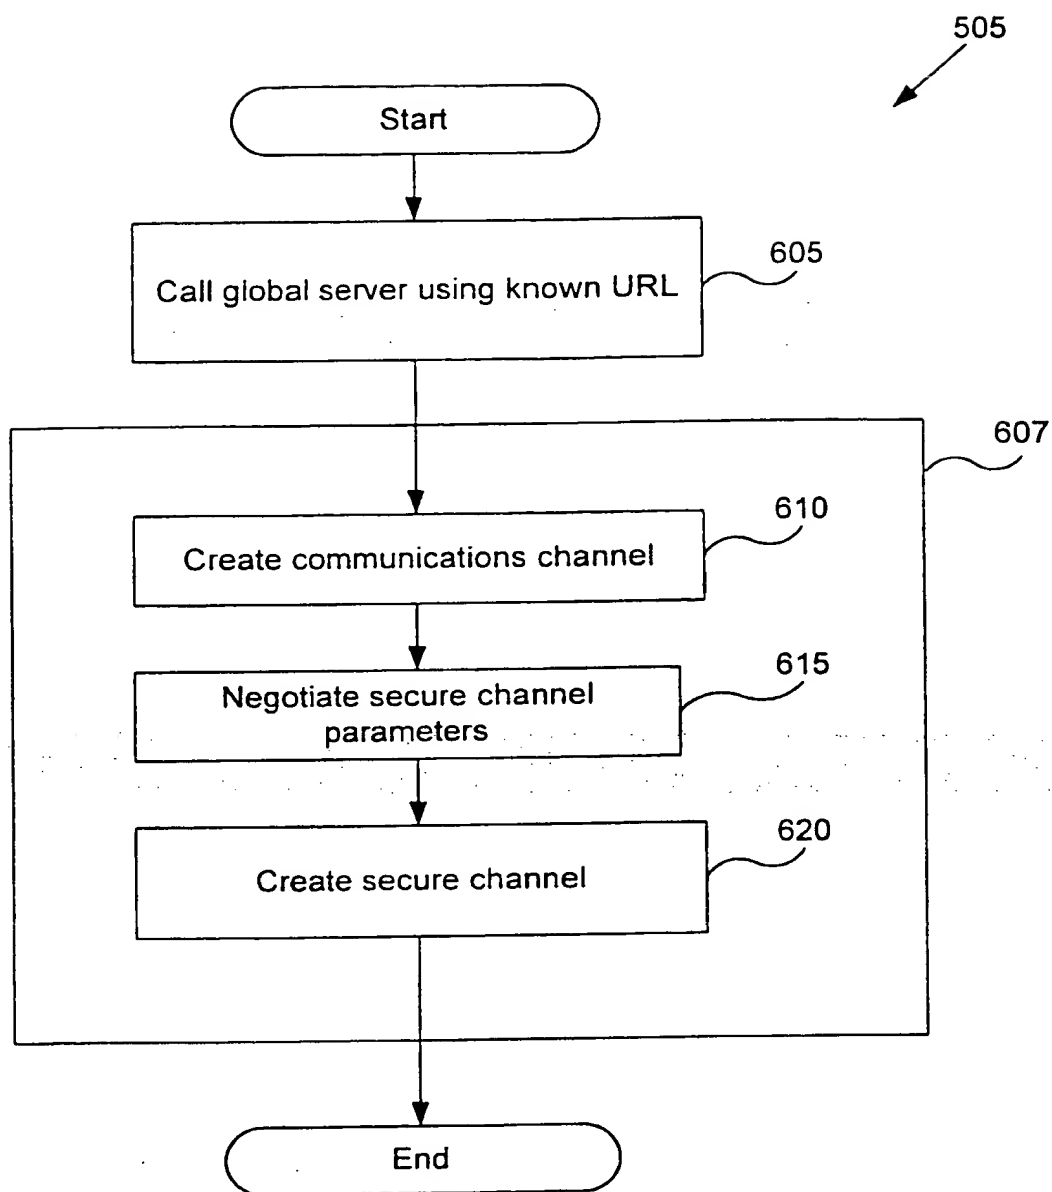 505
Start
Call global server using known URL
605
607
Create communications channel
610
Negotiate secure channel
parameters
615
Create secure channel
620
End